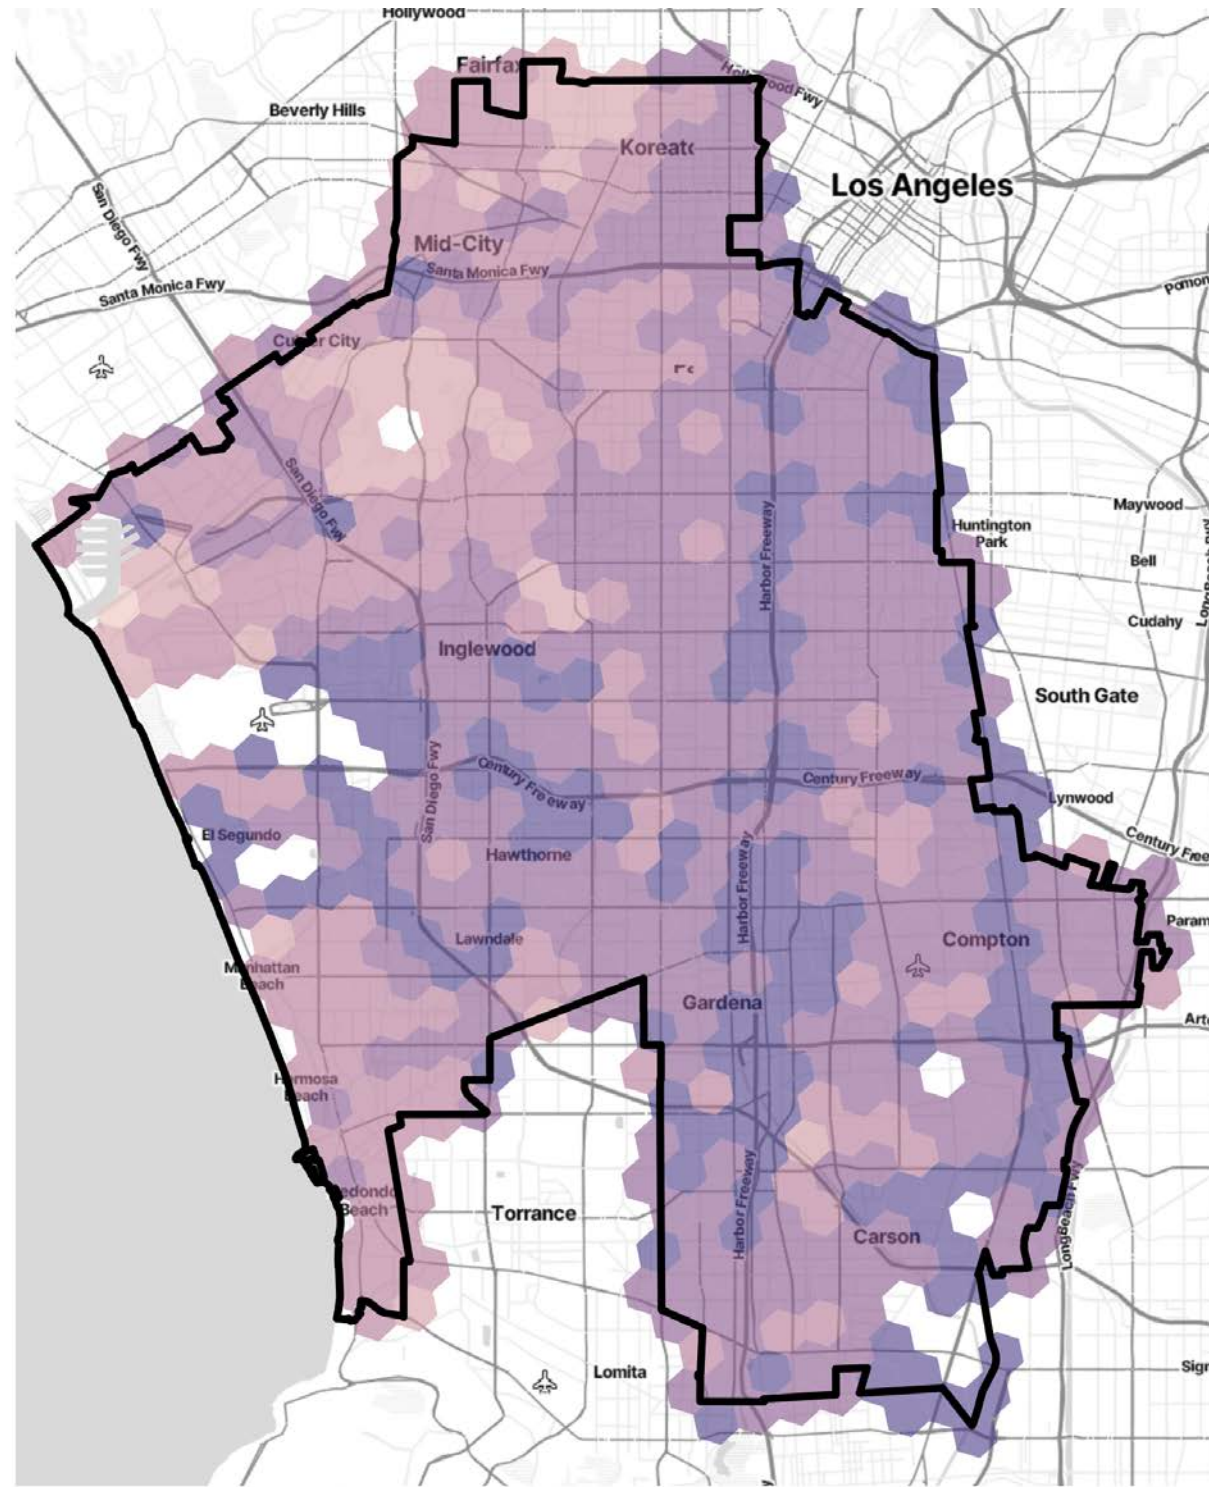 Hollywood
Fairfax
Hollywood Fwy
Beverly Hills
Koreato
Los Angeles
San Diego Fwy
Mid-City
Santa Monica Fwy
Santa Monica Fwy
Pomon
Culver City
San Diego Fwy
Maywood
Huntington
Park
Harbor Freeway
Bell
Cudahy
Inglewood
South Gate
San Diego Fwy
Century Freeway
Century Freeway
Lynwood
El Segundo
Century Free
Hawthorne
Harbor Freeway
Param
Lawndale
Compton
Manhattan
Beach
Gardena
Arte
Hermosa
Beach
Redondo
Beach
Torrance
Harbor Freeway
Long Beach Fwy
Carson
Lomita
Sign